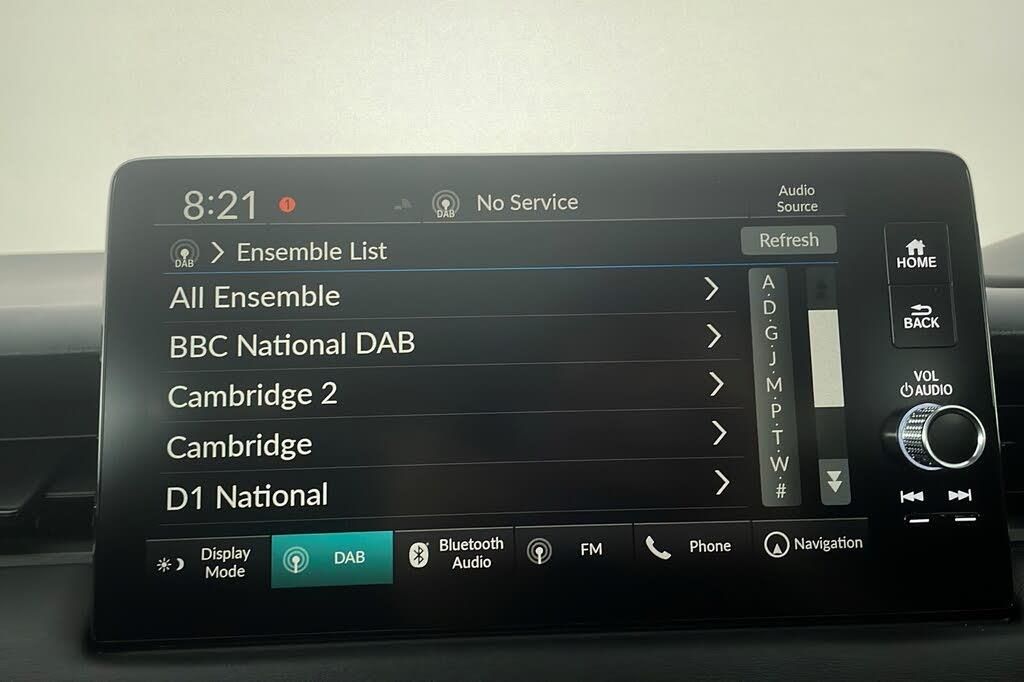 8:21
1
DAB
No Service
Audio
Source
DAB
Ensemble List
Refresh
All Ensemble
BBC National DAB
Cambridge 2
Cambridge
D1 National
A
D
G
J
M
P
T
W
#
HOME
BACK
VOL
AUDIO
Display
Mode
DAB
Bluetooth
Audio
FM
Phone
Navigation